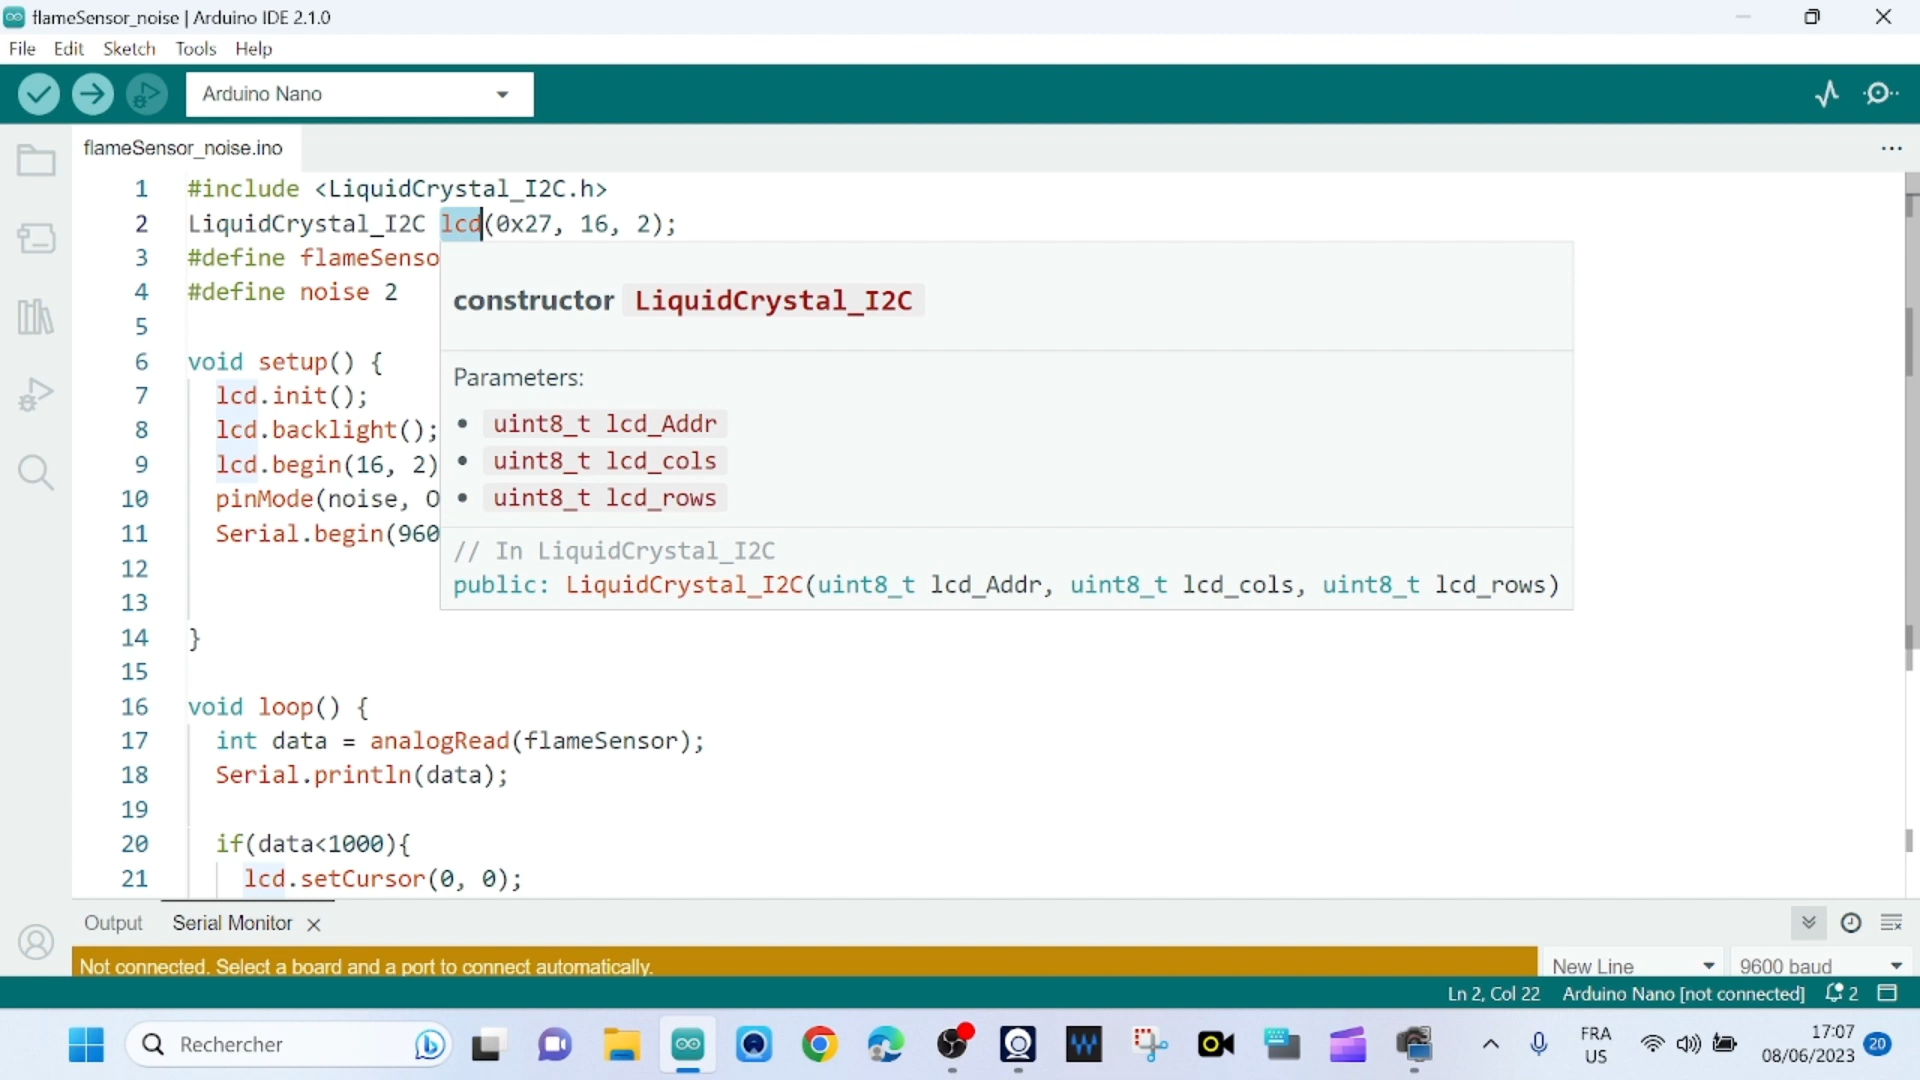 flameSensor_noise | Arduino IDE 2.1.0
File Edit Sketch Tools Help
Arduino Nano
flameSensor_noise.ino
1 #include <LiquidCrystal_I2C.h>
2 LiquidCrystal_I2C lcd(0x27, 16, 2);
3 #define flameSenso
4 #define noise 2
5
6 void setup() {
7 lcd.init();
8 lcd.backlight();
9 lcd.begin(16, 2)
10 pinMode(noise, O
11 Serial.begin(960
12
13
14 }
15
16 void loop() {
17 int data = analogRead(flameSensor);
18 Serial.println(data);
19
20 if(data<1000){
21 lcd.setCursor(0, 0);
constructor LiquidCrystal_I2C
Parameters:
• uint8_t lcd_Addr
• uint8_t lcd_cols
• uint8_t lcd_rows
// In LiquidCrystal_I2C
public: LiquidCrystal_I2C(uint8_t lcd_Addr, uint8_t lcd_cols, uint8_t lcd_rows)
Output Serial Monitor
Not connected. Select a board and a port to connect automatically.
New Line 9600 baud
Ln 2, Col 22 Arduino Nano [not connected] 2
Rechercher
FRA
US
17:07
08/06/2023
20